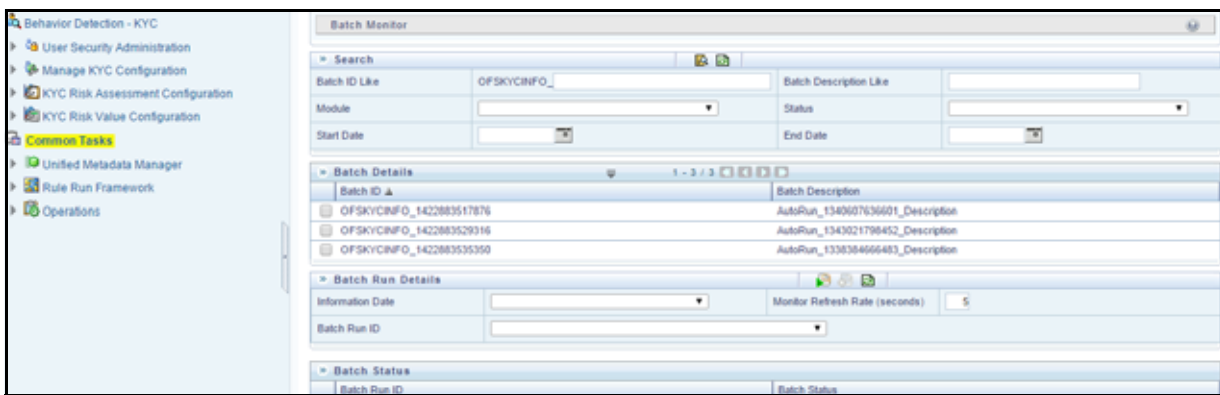 Behavior Detection - KYC
User Security Administration
Manage KYC Configuration
KYC Risk Assessment Configuration
KYC Risk Value Configuration
Common Tasks
Unified Metadata Manager
Rule Run Framework
Operations
Batch Monitor
» Search
Batch ID Like OFSKYCINFO_ Batch Description Like
Module Status
Start Date End Date
» Batch Details 1 - 3 / 3
Batch ID ▲ Batch Description
OFSKYCINFO_1422883517876 AutoRun_1340607636601_Description
OFSKYCINFO_1422883529316 AutoRun_1343021798452_Description
OFSKYCINFO_1422883535350 AutoRun_1338384666483_Description
» Batch Run Details
Information Date Monitor Refresh Rate (seconds) 5
Batch Run ID
» Batch Status
Batch Run ID Batch Status